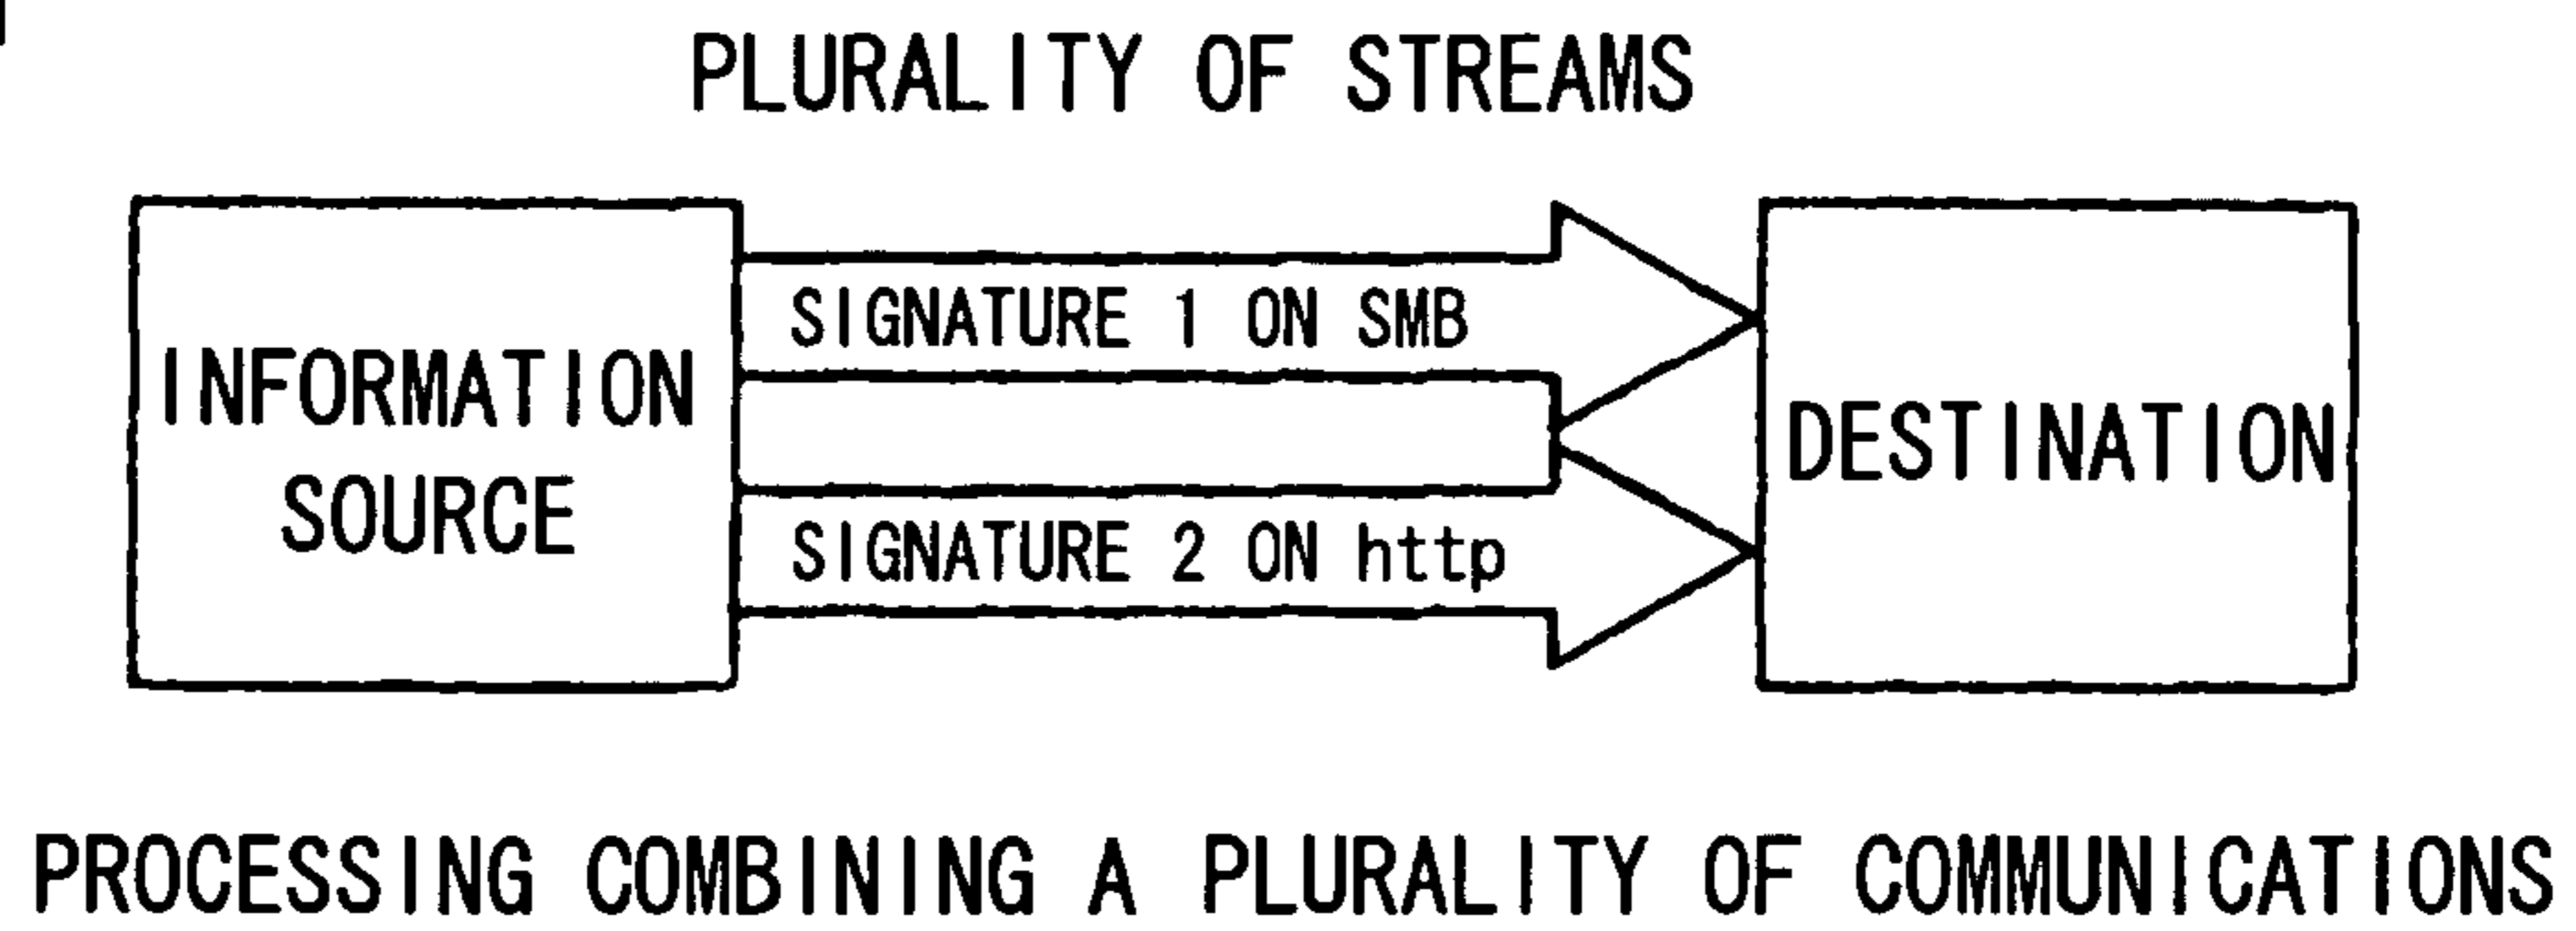 PLURALITY OF STREAMS
INFORMATION
SOURCE
SIGNATURE 1 ON SMB
SIGNATURE 2 ON http
DESTINATION
PROCESSING COMBINING A PLURALITY OF COMMUNICATIONS